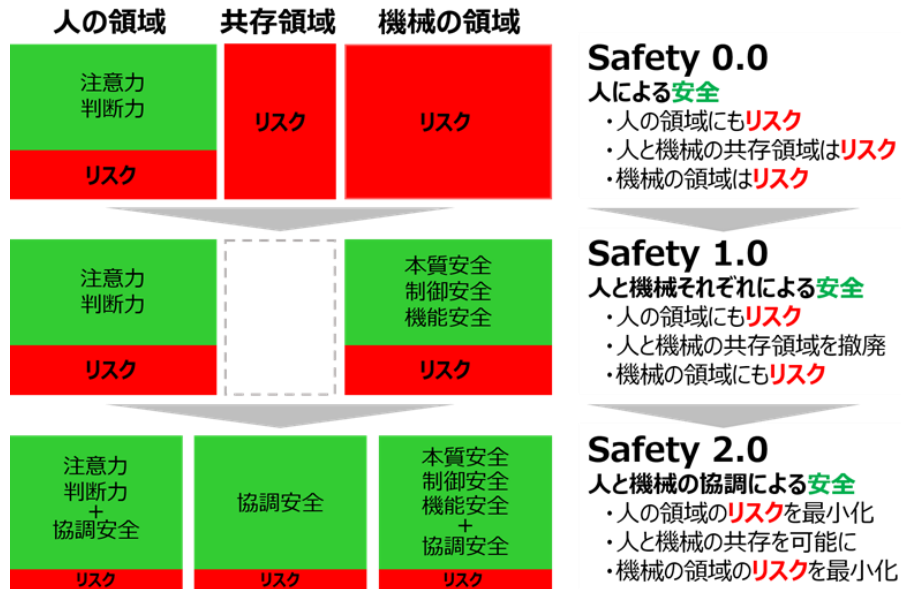 人の領域
共存領域
機械の領域
注意力
判断力
リスク
リスク
リスク
Safety 0.0
人による安全
・人の領域にもリスク
・人と機械の共存領域はリスク
・機械の領域はリスク
注意力
判断力
リスク
本質安全
制御安全
機能安全
リスク
Safety 1.0
人と機械それぞれによる安全
・人の領域にもリスク
・人と機械の共存領域を撤廃
・機械の領域にもリスク
注意力
判断力
+
協調安全
リスク
協調安全
リスク
本質安全
制御安全
機能安全
+
協調安全
リスク
Safety 2.0
人と機械の協調による安全
・人の領域のリスクを最小化
・人と機械の共存を可能に
・機械の領域のリスクを最小化